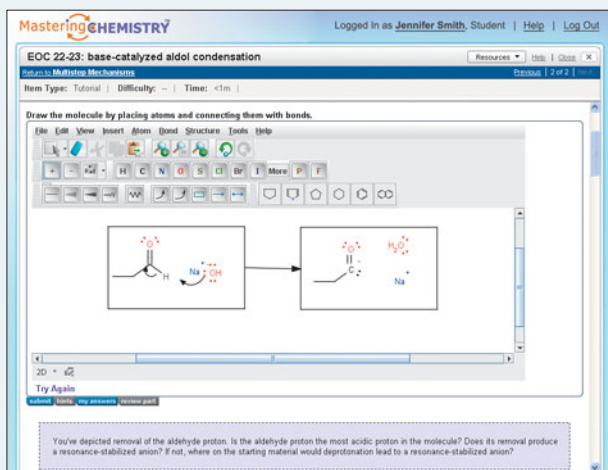 MasteringCHEMISTRY
Logged in as Jennifer Smith, Student | Help | Log Out
EOC 22-23: base-catalyzed aldol condensation
Resources ▼ Help | Close X
Return to Multistep Mechanisms
Previous | 2 of 2 | Next
Item Type: Tutorial | Difficulty: -- | Time: <1m |
Draw the molecule by placing atoms and connecting them with bonds.
File Edit View Insert Atom Bond Structure Tools Help
+ - H C N O S Cl Br I More P F
O H Na + - OH
O C - H₂O Na +
2D
Try Again
submit hints my answers review part
You've depicted removal of the aldehyde proton. Is the aldehyde proton the most acidic proton in the molecule? Does its removal produce
a resonance-stabilized anion? If not, where on the starting material would deprotonation lead to a resonance-stabilized anion?